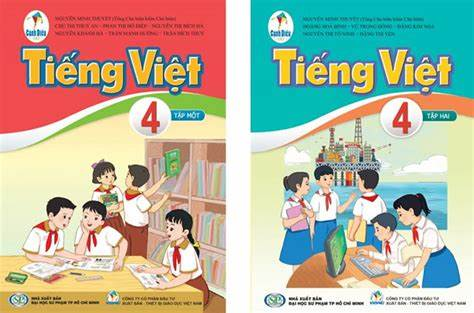 Cánh Diều
NGUYỄN MINH THUYẾT (Tổng Chủ biên kiêm Chủ biên)
CHU THỊ THUỶ AN - PHAN THỊ HỒ ĐIỆP - NGUYỄN THỊ BÍCH HÀ
NGUYỄN KHÁNH HÀ - TRẦN MẠNH HƯỞNG - TRẦN BÍCH THUỶ
Tiếng Việt
4
TẬP MỘT
NHÀ XUẤT BẢN
ĐẠI HỌC SƯ PHẠM TP HỒ CHÍ MINH
CÔNG TY CỔ PHẦN ĐẦU TƯ
XUẤT BẢN - THIẾT BỊ GIÁO DỤC VIỆT NAM
Cánh Diều
NGUYỄN MINH THUYẾT (Tổng Chủ biên kiêm Chủ biên)
HOÀNG HOÀ BÌNH - VŨ TRỌNG ĐÔNG - ĐẶNG KIM NGA
NGUYỄN THỊ TỐ NINH - ĐẶNG THỊ YẾN
Tiếng Việt
4
TẬP HAI
NHÀ XUẤT BẢN
ĐẠI HỌC SƯ PHẠM TP HỒ CHÍ MINH
CÔNG TY CỔ PHẦN ĐẦU TƯ
XUẤT BẢN - THIẾT BỊ GIÁO DỤC VIỆT NAM